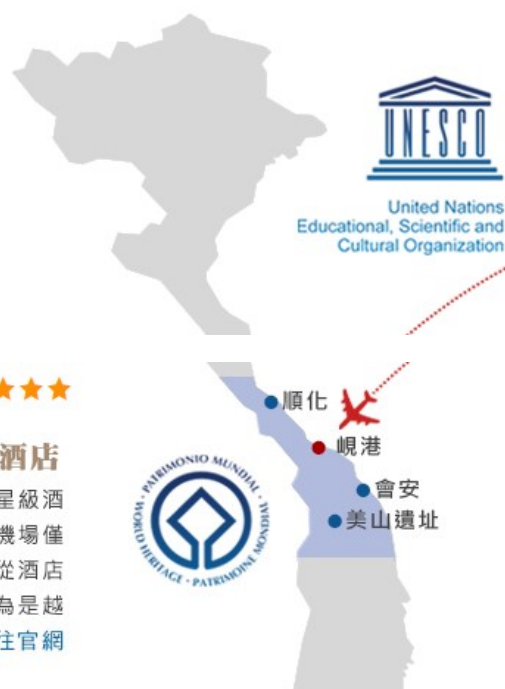 UNESCO
United Nations
Educational, Scientific and
Cultural Organization
順化
峴港
會安
美山遺址
PATRIMONIO MUNDIAL • WORLD HERITAGE • PATRIMOINE MONDIAL
酒店
星級酒
機場僅
從酒店
為是越
往官網